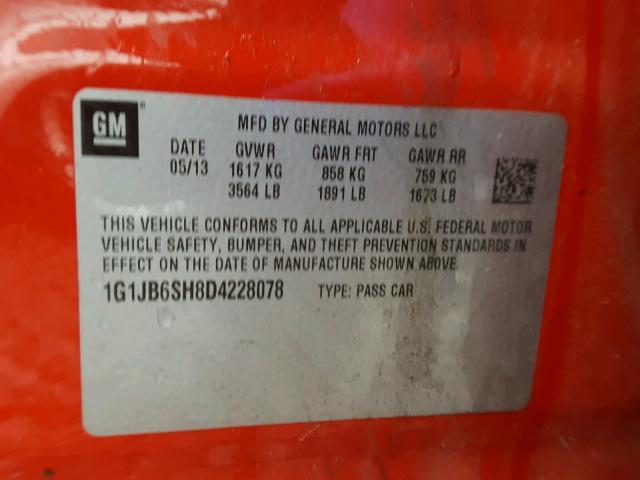 GM
MFD BY GENERAL MOTORS LLC
DATE GVWR GAWR FRT GAWR RR
05/13 1617 KG 858 KG 759 KG
3564 LB 1891 LB 1673 LB
THIS VEHICLE CONFORMS TO ALL APPLICABLE U.S. FEDERAL MOTOR
VEHICLE SAFETY, BUMPER, AND THEFT PREVENTION STANDARDS IN
EFFECT ON THE DATE OF MANUFACTURE SHOWN ABOVE.
1G1JB6SH8D4228078 TYPE: PASS CAR